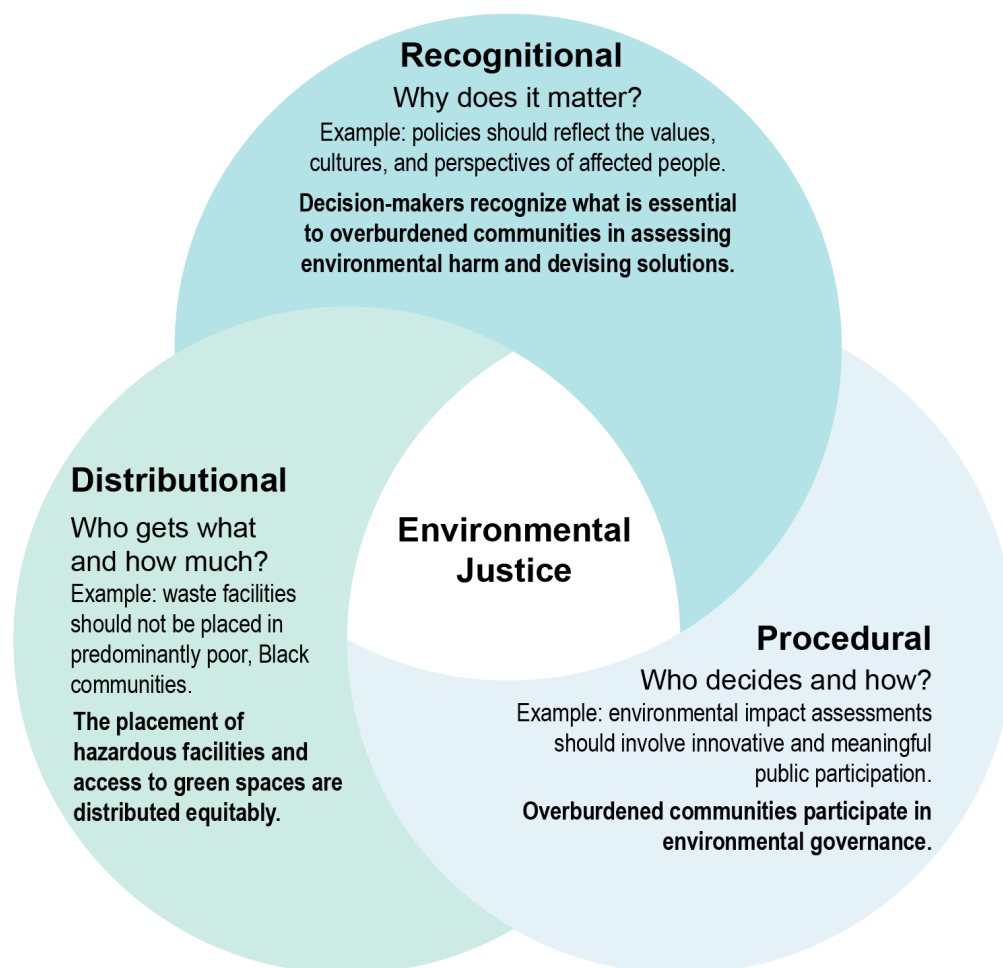 Recognitional
Why does it matter?
Example: policies should reflect the values,
cultures, and perspectives of affected people.
Decision-makers recognize what is essential
to overburdened communities in assessing
environmental harm and devising solutions.
Distributional
Who gets what
and how much?
Example: waste facilities
should not be placed in
predominantly poor, Black
communities.
The placement of
hazardous facilities and
access to green spaces are
distributed equitably.
Environmental
Justice
Procedural
Who decides and how?
Example: environmental impact assessments
should involve innovative and meaningful
public participation.
Overburdened communities participate in
environmental governance.